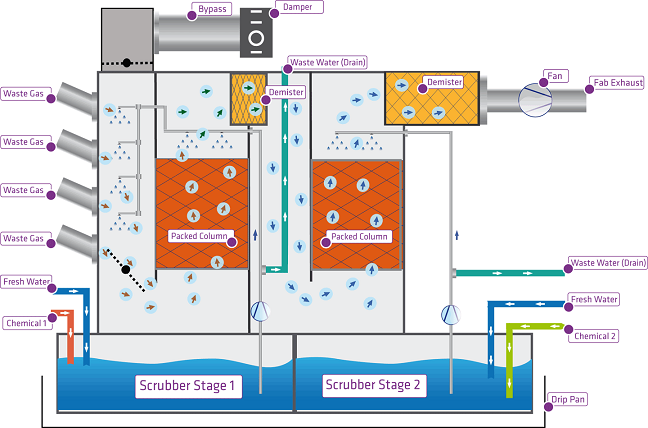 Bypass
Damper
Waste Water (Drain)
Demister
Demister
Fan
Fab Exhaust
Waste Gas
Waste Gas
Waste Gas
Waste Gas
Packed Column
Packed Column
Fresh Water
Chemical 1
Waste Water (Drain)
Fresh Water
Chemical 2
Scrubber Stage 1
Scrubber Stage 2
Drip Pan